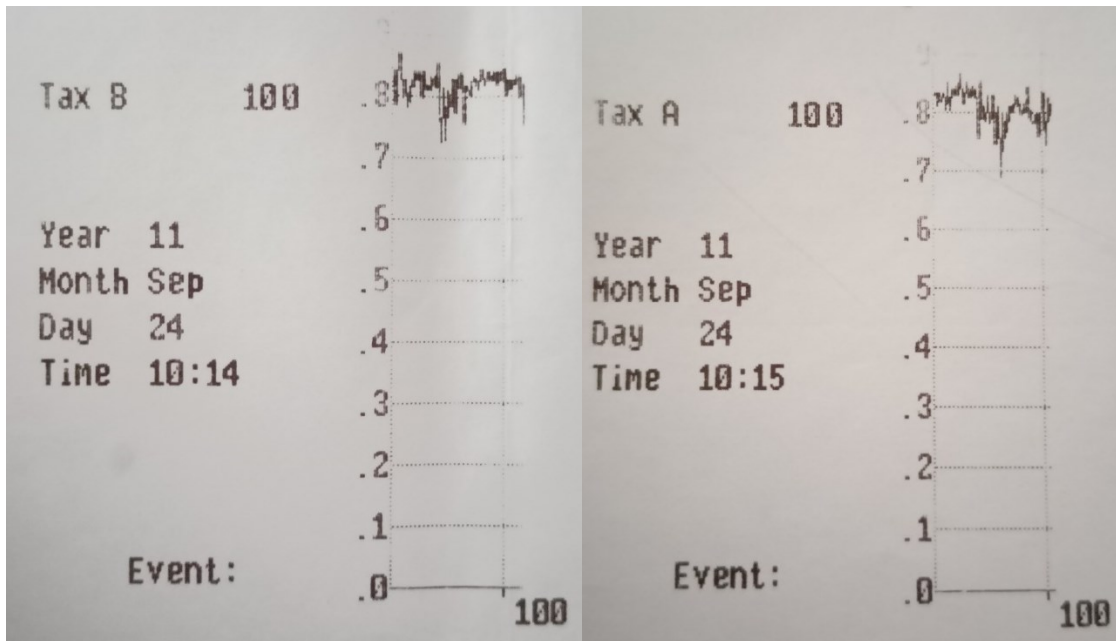 .9
Tax B 100
.8
.7
.6
Year 11
.5
Month Sep
Day 24
.4
Time 10:14
.3
.2
.1
Event:
.0
100
.9
Tax A 100
.8
.7
.6
Year 11
.5
Month Sep
Day 24
.4
Time 10:15
.3
.2
.1
Event:
.0
100